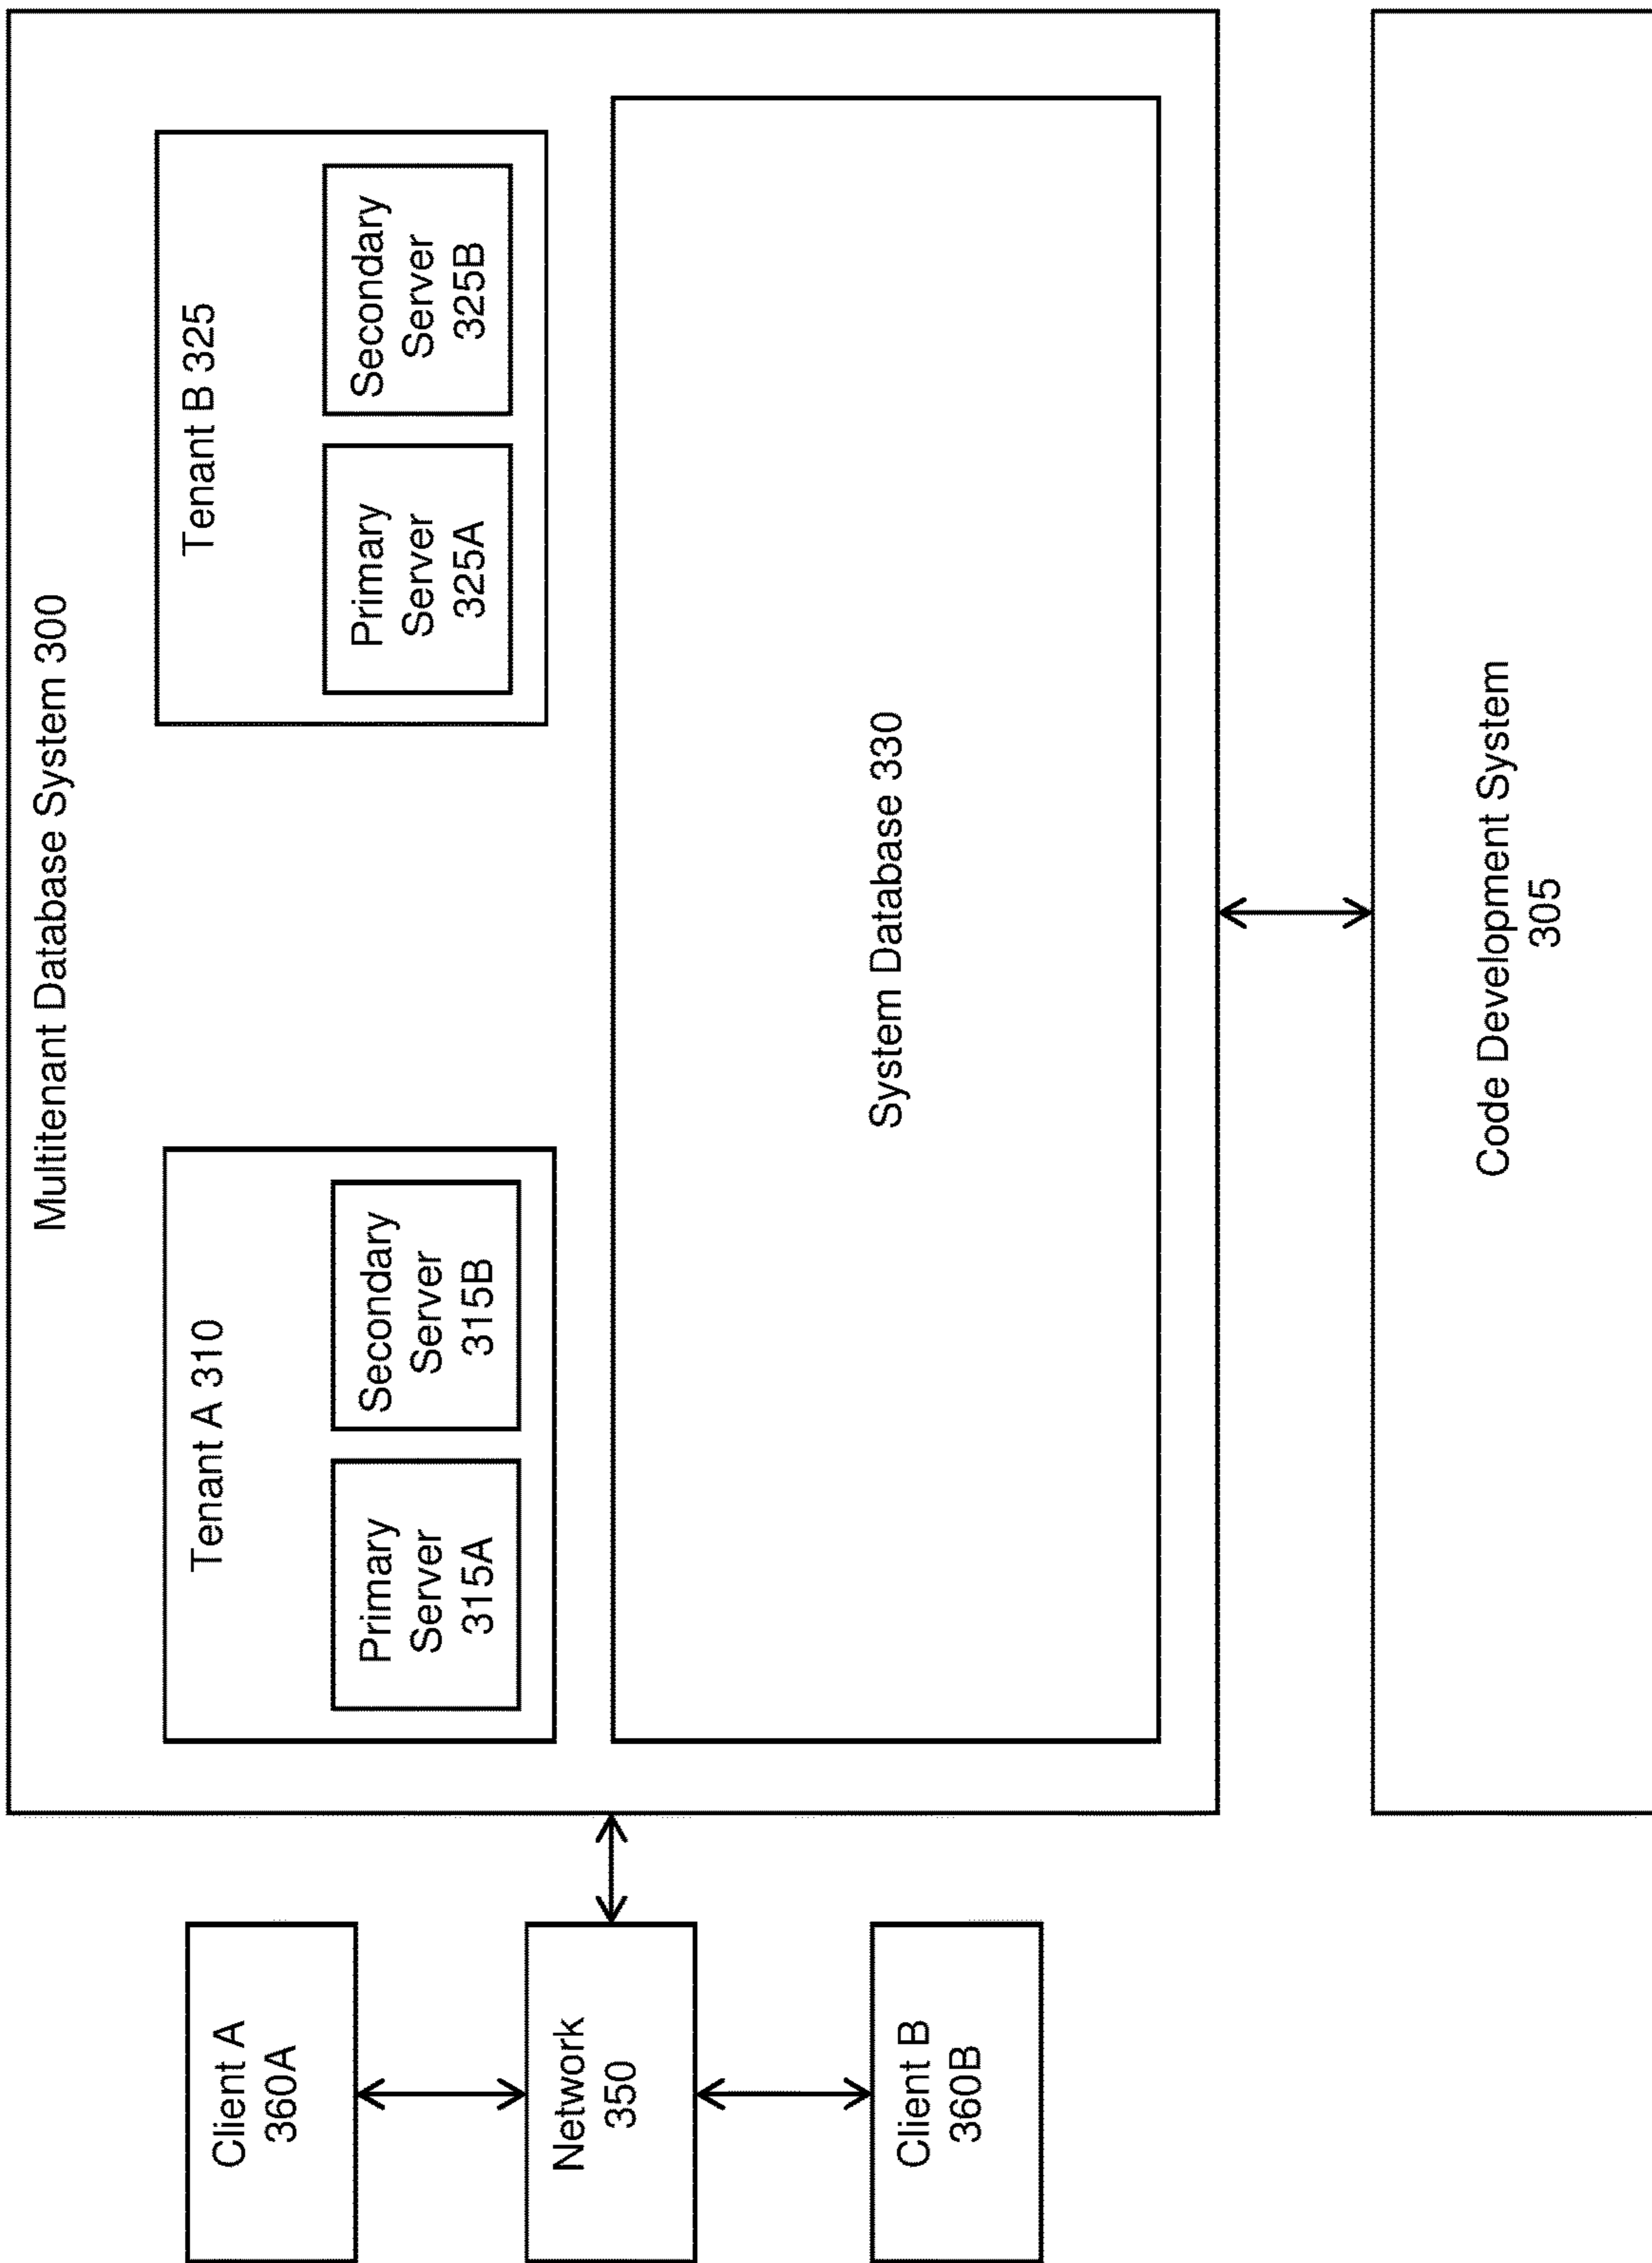 Multitenant Database System 300
Client A
360A
Tenant A 310
Primary
Server
315A
Secondary
Server
315B
Tenant B 325
Primary
Server
325A
Secondary
Server
325B
Network
350
System Database 330
Client B
360B
Code Development System
305